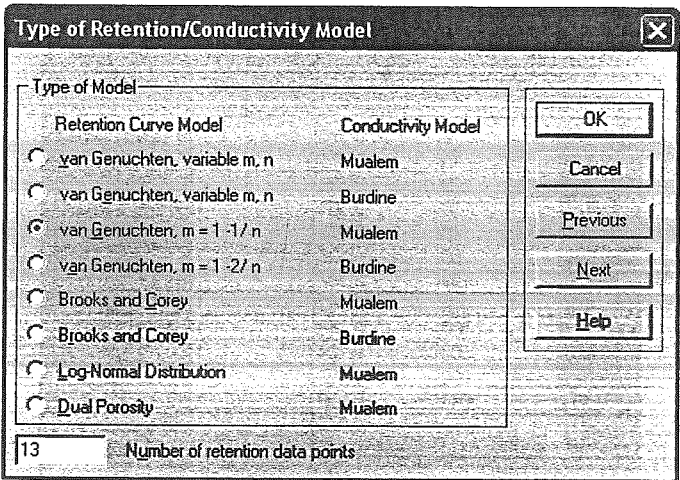 Type of Retention/Conductivity Model
Type of Model
Retention Curve Model Conductivity Model
van Genuchten, variable m, n Mualem
van Genuchten, variable m, n Burdine
van Genuchten, m = 1 -1/ n Mualem
van Genuchten, m = 1 -2/ n Burdine
Brooks and Corey Mualem
Brooks and Corey Burdine
Log-Normal Distribution Mualem
Dual Porosity Mualem
13 Number of retention data points
OK
Cancel
Previous
Next
Help